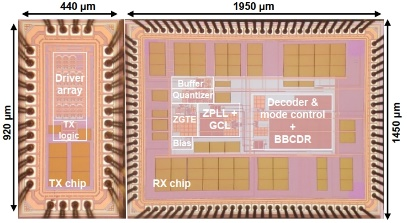 440 µm
1950 µm
920 µm
1450 µm
Driver
array
TX
logic
TX chip
Buffer
Quantizer
ZGTE
ZPLL +
GCL
Bias
Decoder &
mode control
+
BBCDR
RX chip